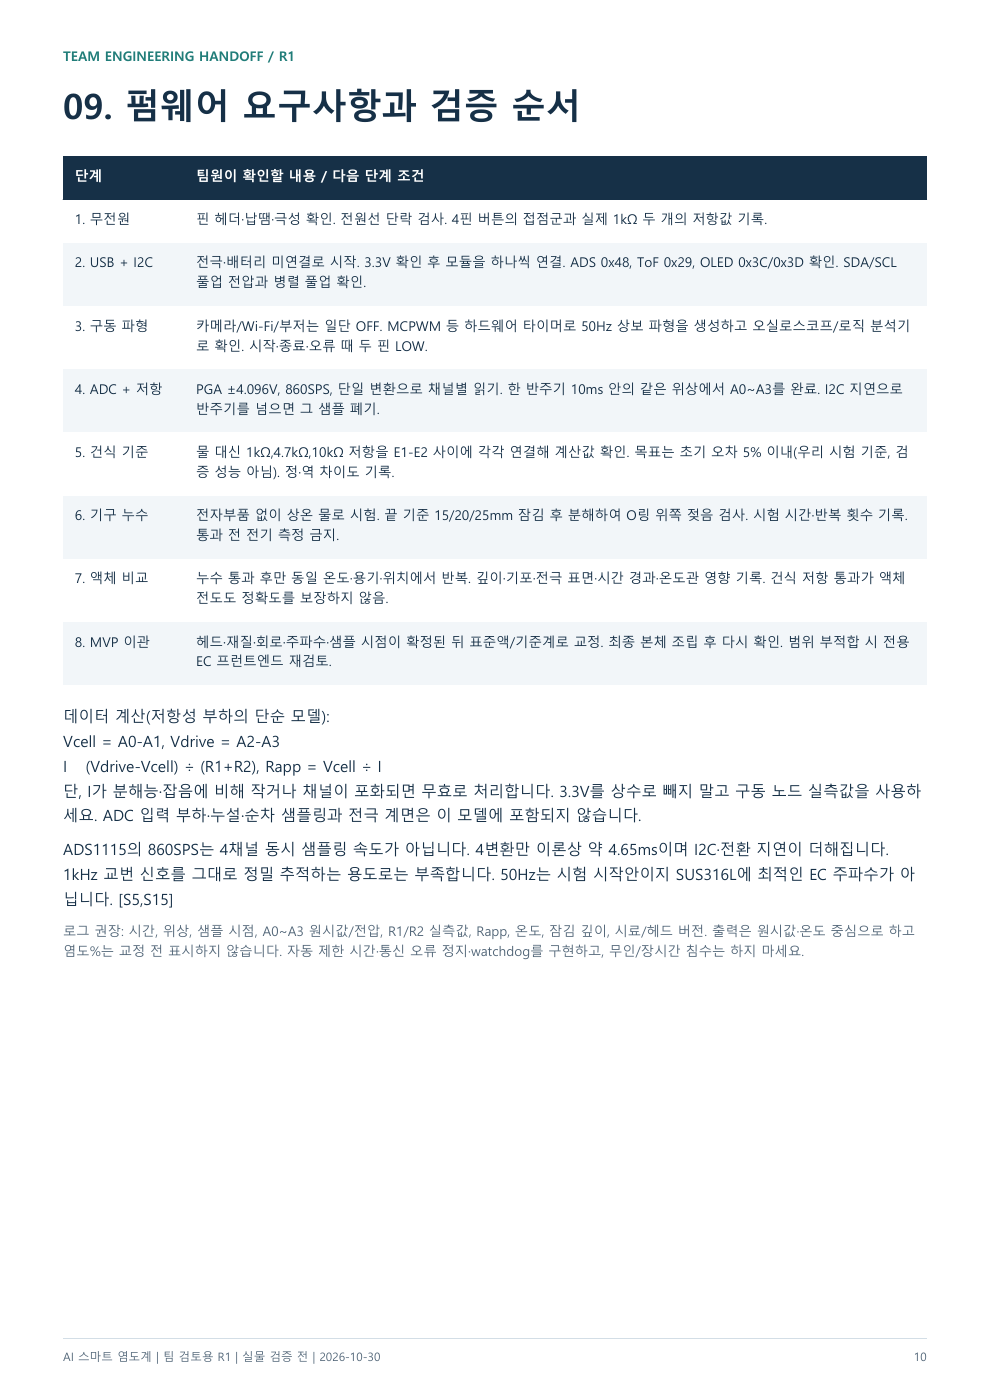 TEAM ENGINEERING HANDOFF / R1
09. 펌웨어 요구사항과 검증 순서
단계 팀원이 확인할 내용 / 다음 단계 조건
1. 무전원 핀 헤더·납땜·극성 확인. 전원선 단락 검사. 4핀 버튼의 접점군과 실제 1kΩ 두 개의 저항값 기록.
2. USB + I2C 전극·배터리 미연결로 시작. 3.3V 확인 후 모듈을 하나씩 연결. ADS 0x48, ToF 0x29, OLED 0x3C/0x3D 확인. SDA/SCL
풀업 전압과 병렬 풀업 확인.
3. 구동 파형 카메라/Wi-Fi/부저는 일단 OFF. MCPWM 등 하드웨어 타이머로 50Hz 상보 파형을 생성하고 오실로스코프/로직 분석기
로 확인. 시작·종료·오류 때 두 핀 LOW.
4. ADC + 저항 PGA ±4.096V, 860SPS, 단일 변환으로 채널별 읽기. 한 반주기 10ms 안의 같은 위상에서 A0~A3를 완료. I2C 지연으로
반주기를 넘으면 그 샘플 폐기.
5. 건식 기준 물 대신 1kΩ,4.7kΩ,10kΩ 저항을 E1-E2 사이에 각각 연결해 계산값 확인. 목표는 초기 오차 5% 이내(우리 시험 기준, 검
증 성능 아님). 정·역 차이도 기록.
6. 기구 누수 전자부품 없이 상온 물로 시험. 끝 기준 15/20/25mm 잠김 후 분해하여 O링 위쪽 젖음 검사. 시험 시간·반복 횟수 기록.
통과 전 전기 측정 금지.
7. 액체 비교 누수 통과 후만 동일 온도·용기·위치에서 반복. 깊이·기포·전극 표면·시간 경과·온도관 영향 기록. 건식 저항 통과가 액체
전도도 정확도를 보장하지 않음.
8. MVP 이관 헤드·재질·회로·주파수·샘플 시점이 확정된 뒤 표준액/기준계로 교정. 최종 본체 조립 후 다시 확인. 범위 부적합 시 전용
EC 프런트엔드 재검토.
데이터 계산(저항성 부하의 단순 모델):
Vcell = A0-A1, Vdrive = A2-A3
I (Vdrive-Vcell) ÷ (R1+R2), Rapp = Vcell ÷ I
단, I가 분해능·잡음에 비해 작거나 채널이 포화되면 무효로 처리합니다. 3.3V를 상수로 빼지 말고 구동 노드 실측값을 사용하
세요. ADC 입력 부하·누설·순차 샘플링과 전극 계면은 이 모델에 포함되지 않습니다.
ADS1115의 860SPS는 4채널 동시 샘플링 속도가 아닙니다. 4변환만 이론상 약 4.65ms이며 I2C·전환 지연이 더해집니다.
1kHz 교번 신호를 그대로 정밀 추적하는 용도로는 부족합니다. 50Hz는 시험 시작안이지 SUS316L에 최적인 EC 주파수가 아
닙니다. [S5,S15]
로그 권장: 시간, 위상, 샘플 시점, A0~A3 원시값/전압, R1/R2 실측값, Rapp, 온도, 잠김 깊이, 시료/헤드 버전. 출력은 원시값·온도 중심으로 하고
염도%는 교정 전 표시하지 않습니다. 자동 제한 시간·통신 오류 정지·watchdog를 구현하고, 무인/장시간 침수는 하지 마세요.
AI 스마트 염도계 | 팀 검토용 R1 | 실물 검증 전 | 2026-10-30 10